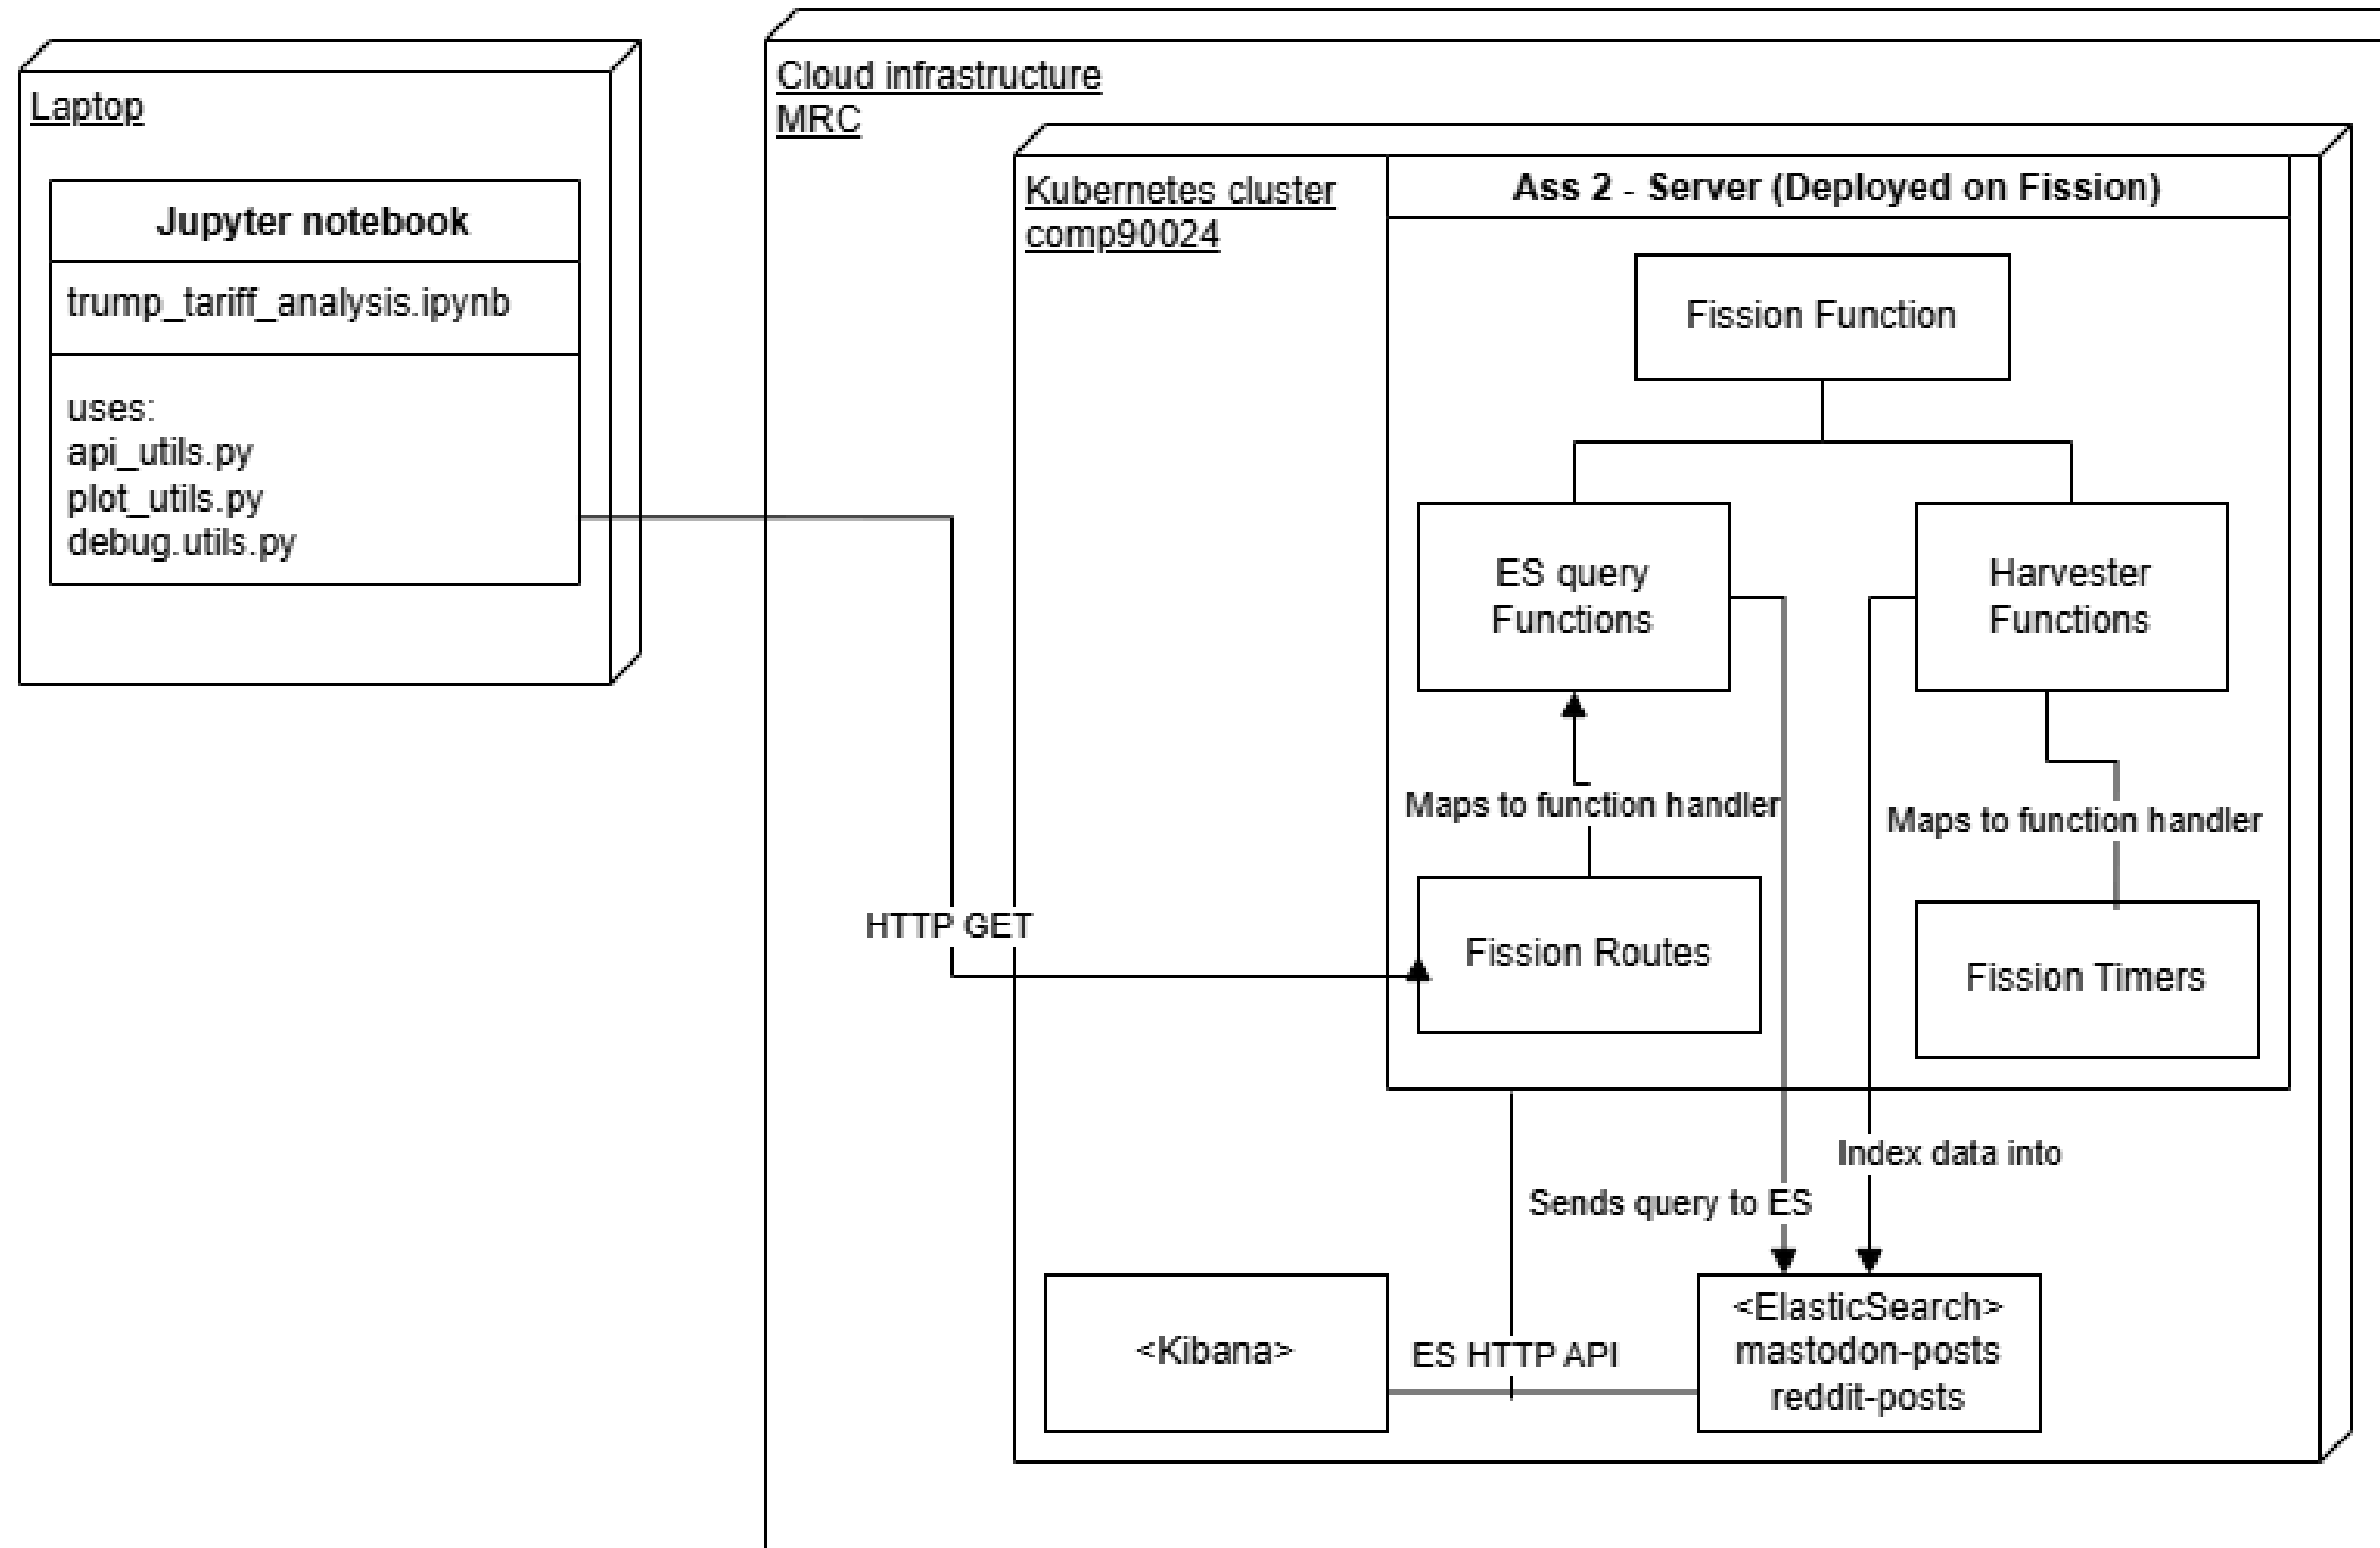 Laptop
Jupyter notebook
trump_tariff_analysis.ipynb
uses:
api_utils.py
plot_utils.py
debug.utils.py
Cloud infrastructure
MRC
Kubernetes cluster
comp90024
Ass 2 - Server (Deployed on Fission)
Fission Function
ES query
Functions
Harvester
Functions
Maps to function handler
Maps to function handler
HTTP GET
Fission Routes
Fission Timers
Index data into
Sends query to ES
<Kibana>
ES HTTP API
<ElasticSearch>
mastodon-posts
reddit-posts